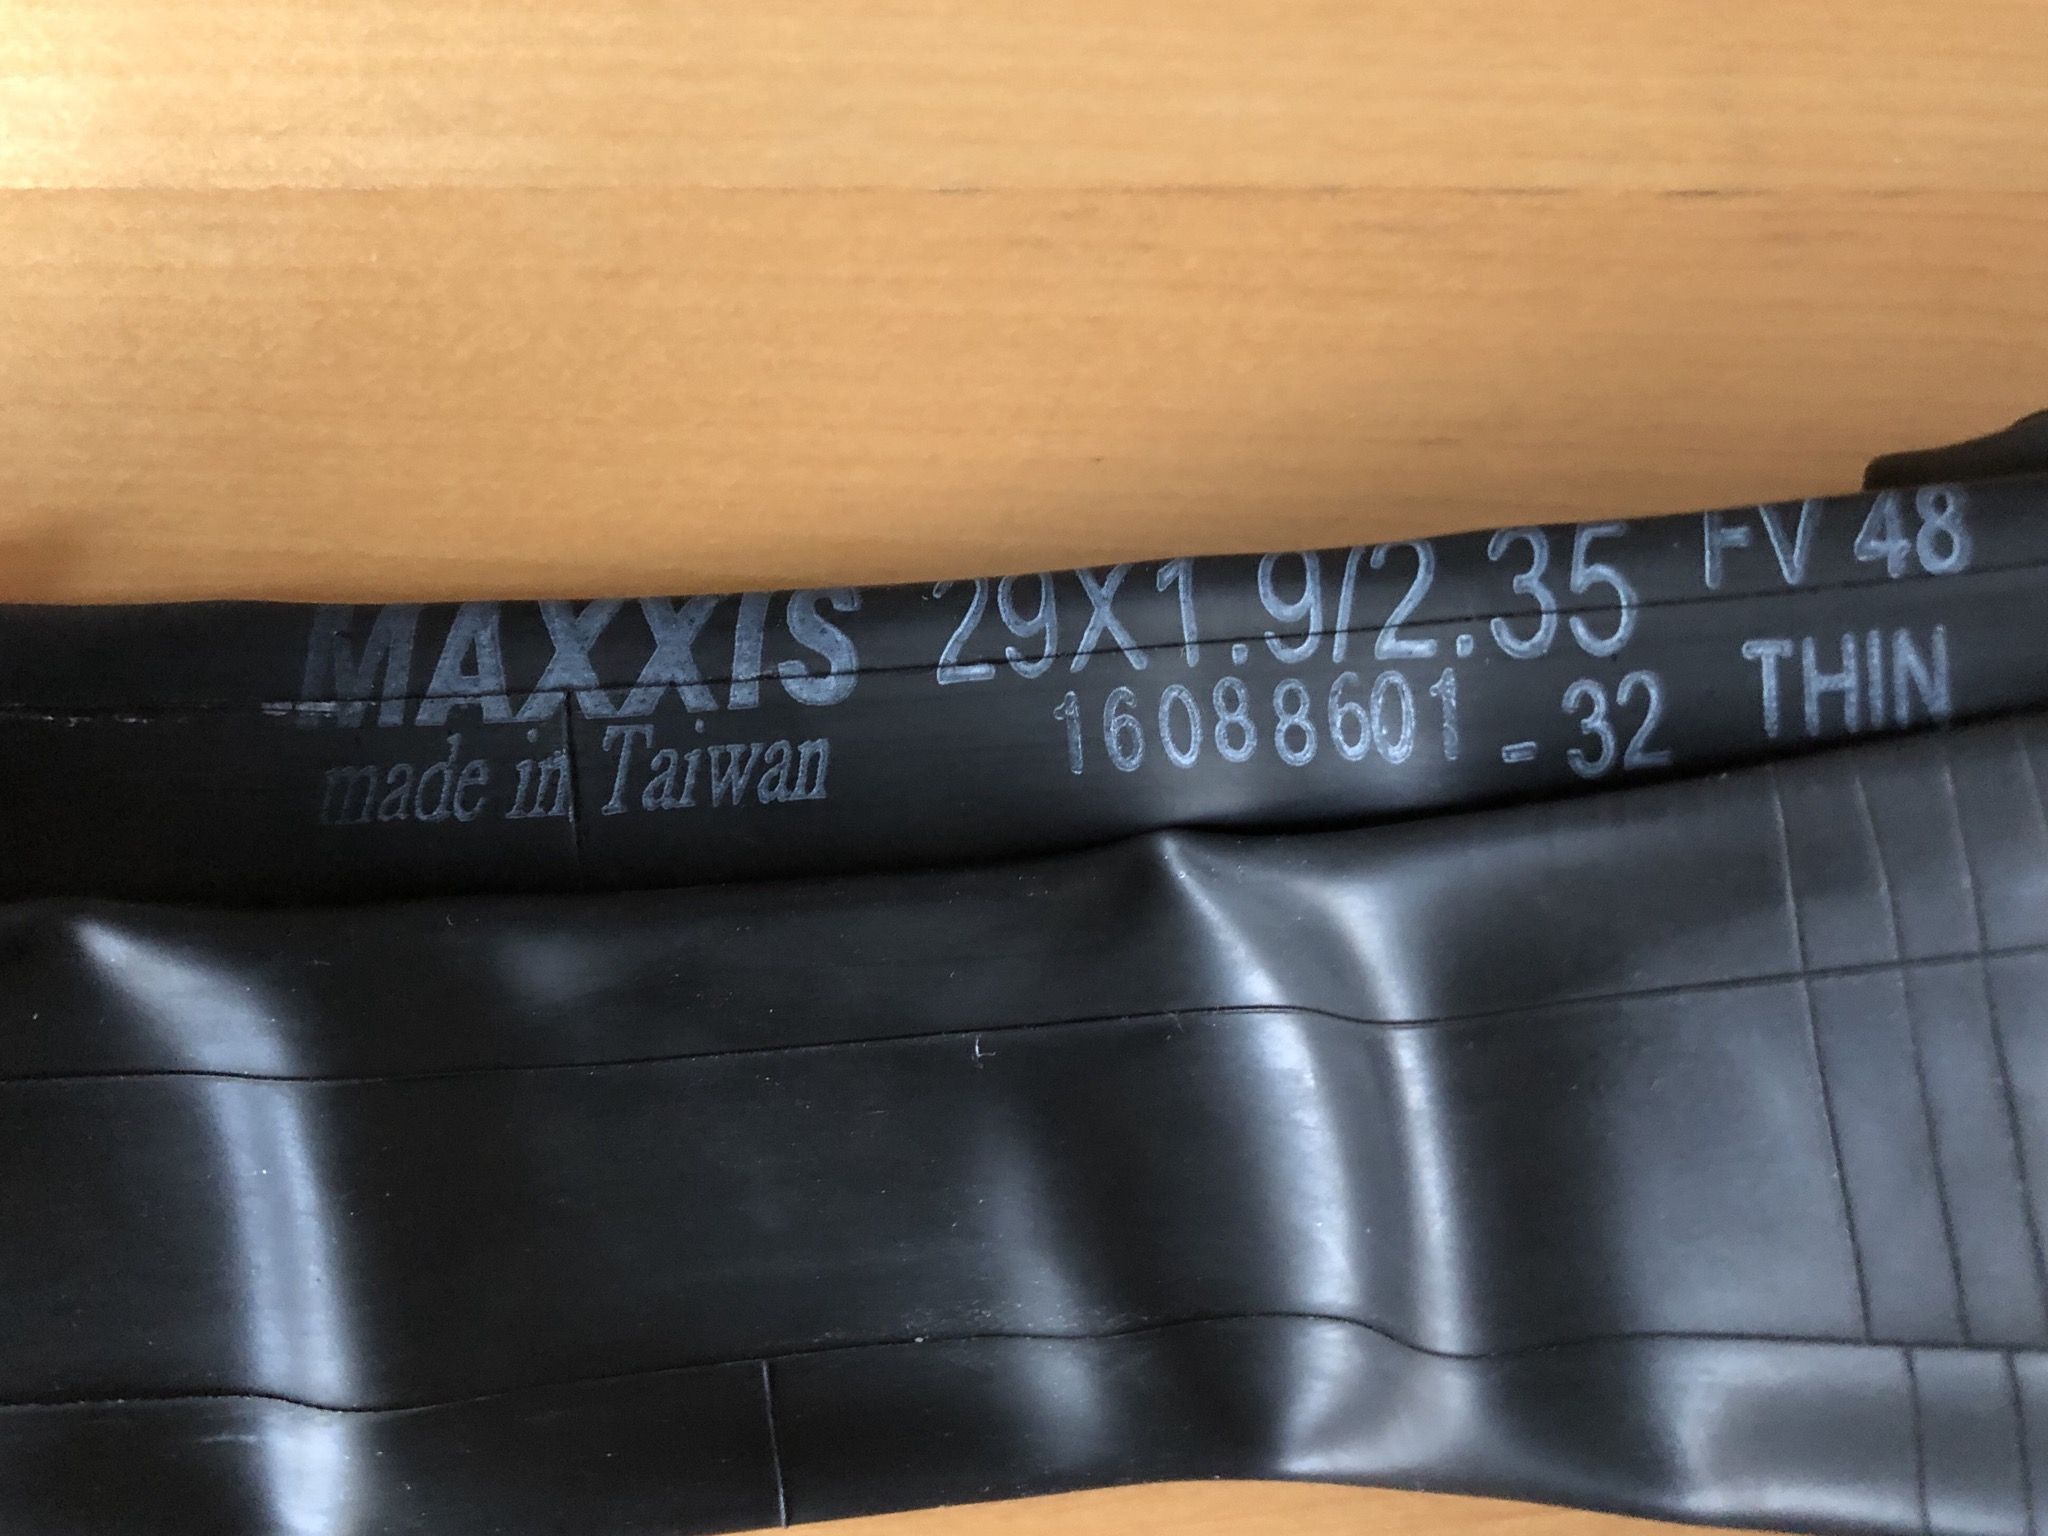 MAXXIS 29X1.9/2.35 FV 48
made in Taiwan 16088601-32 THIN